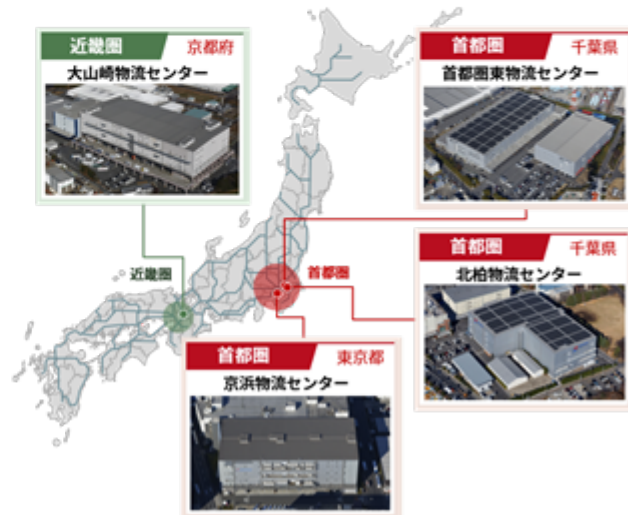 近畿圏 京都府
大山崎物流センター
首都圏 千葉県
首都圏東物流センター
近畿圏
首都圏
首都圏 千葉県
北柏物流センター
首都圏 東京都
京浜物流センター